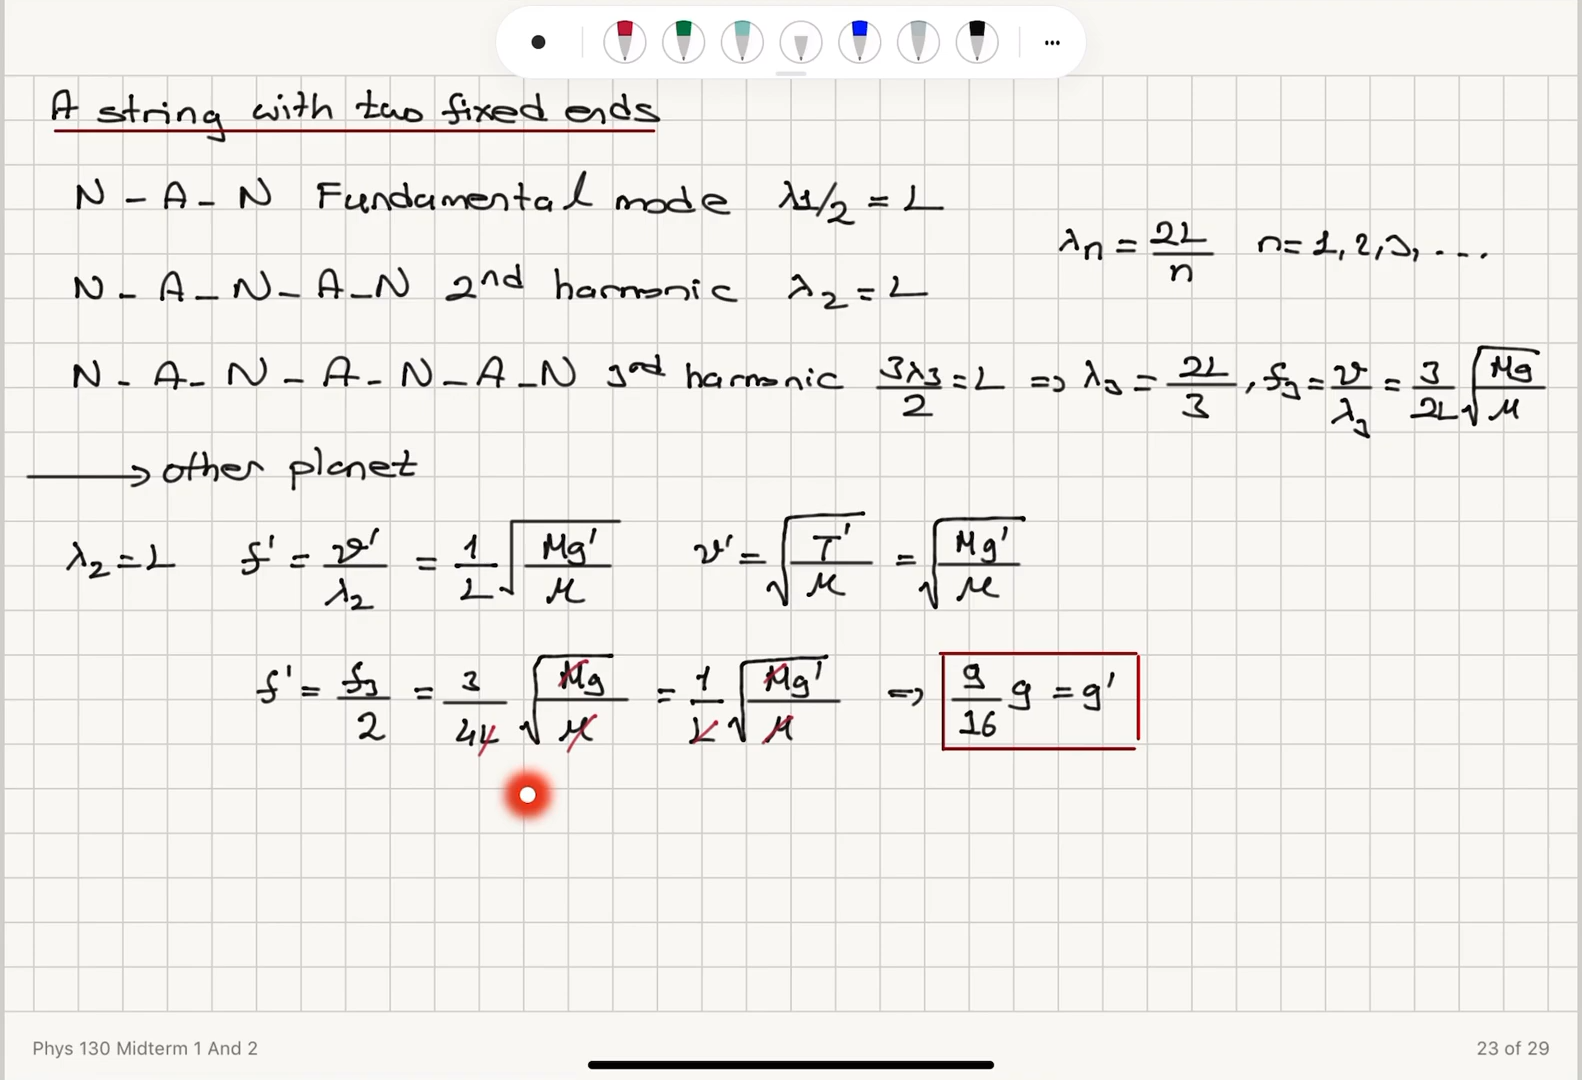 A string with two fixed ends
N - A - N Fundamental mode λ1/2 = L
λn = 2L/n n = 1, 2, 3, ....
N - A - N - A - N 2nd harmonic λ2 = L
N - A - N - A - N - A - N 3rd harmonic 3λ3/2 = L => λ3 = 2L/3, f3 = v/λ3 = 3/2L √(Mg/μ)
→ other planet
λ2 = L f' = v'/λ2 = 1/L √(Mg'/μ) v' = √(T'/μ) = √(Mg'/μ)
f' = f3/2 = 3/4L √(Mg/μ) = 1/L √(Mg'/μ) => 9/16 g = g'
Phys 130 Midterm 1 And 2
23 of 29